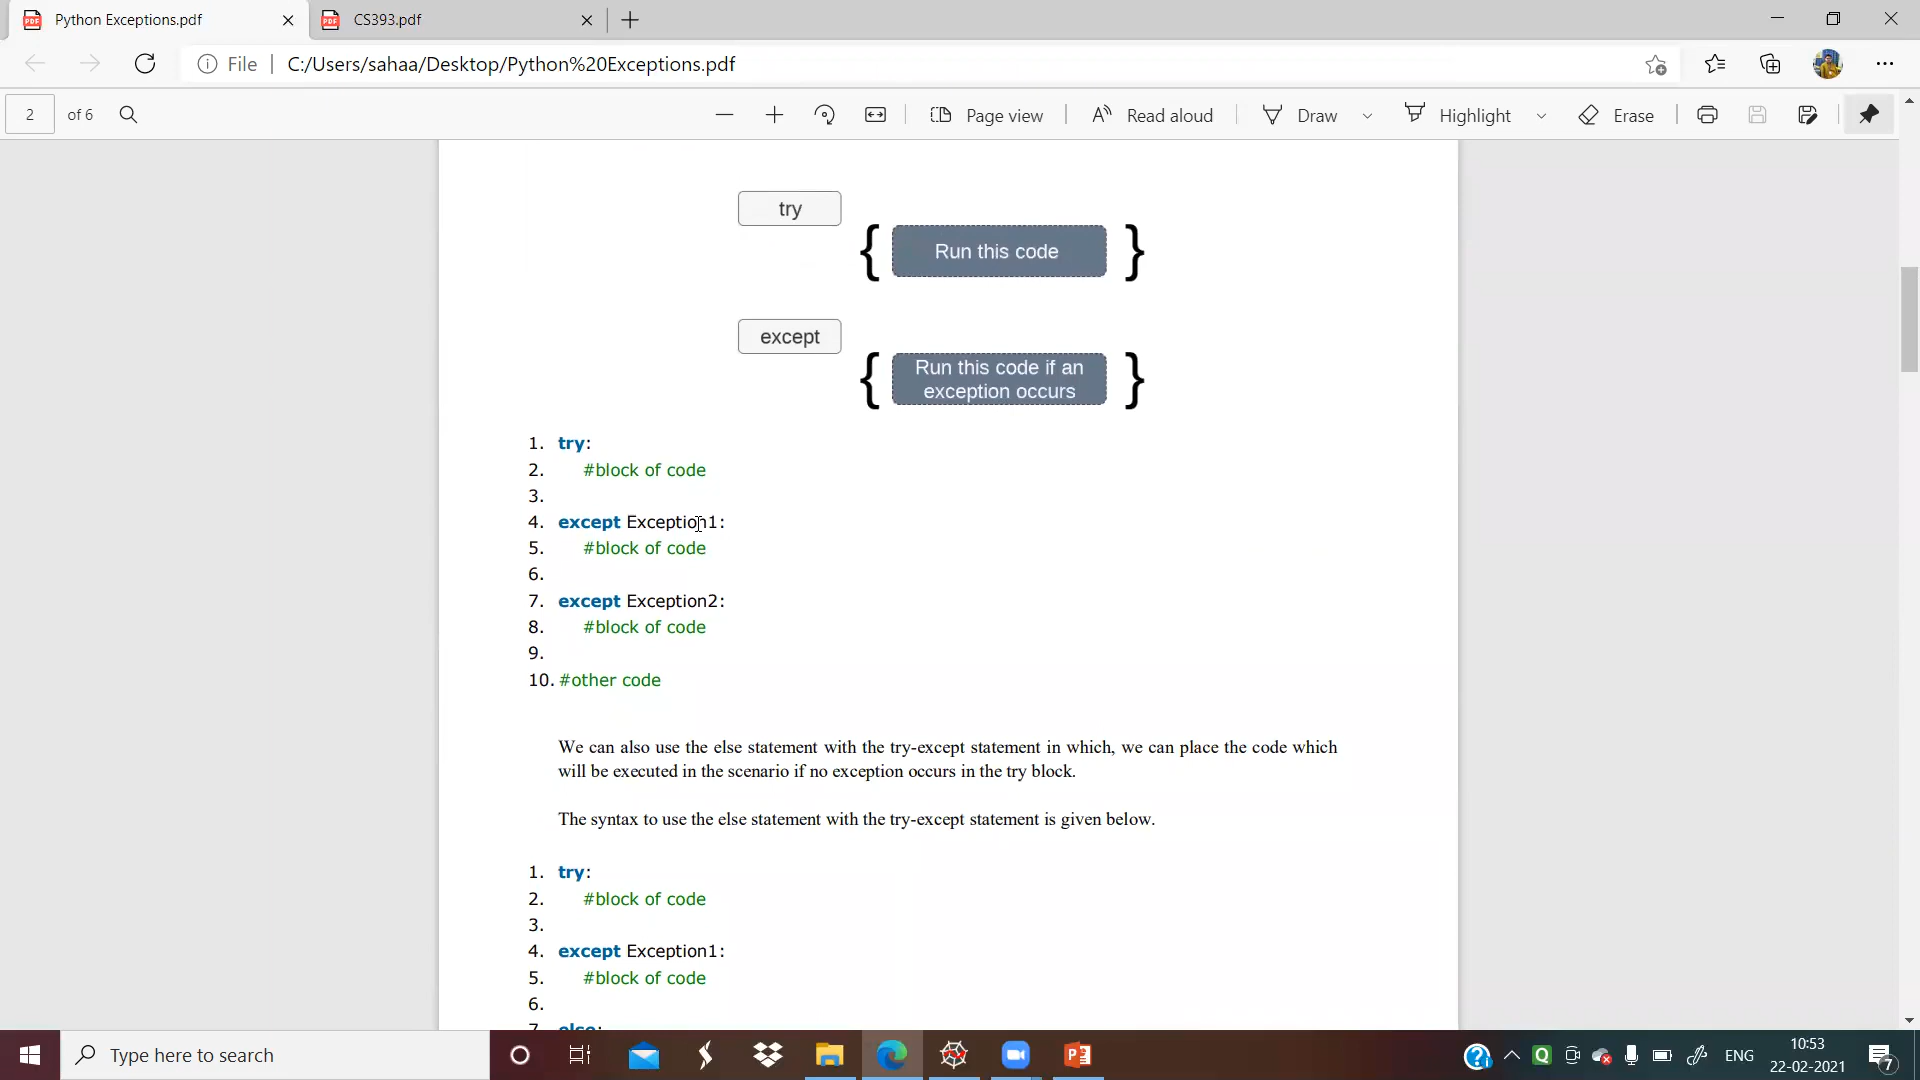 Python Exceptions.pdf
CS393.pdf
File
C:/Users/sahaa/Desktop/Python%20Exceptions.pdf
2 of 6
Page view
Read aloud
Draw
Highlight
Erase
try
{ Run this code }
except
{ Run this code if an
exception occurs }
1. try:
2. #block of code
3.
4. except Exception1:
5. #block of code
6.
7. except Exception2:
8. #block of code
9.
10. #other code
We can also use the else statement with the try-except statement in which, we can place the code which
will be executed in the scenario if no exception occurs in the try block.
The syntax to use the else statement with the try-except statement is given below.
1. try:
2. #block of code
3.
4. except Exception1:
5. #block of code
6.
7. else:
Type here to search
ENG
10:53
22-02-2021
7